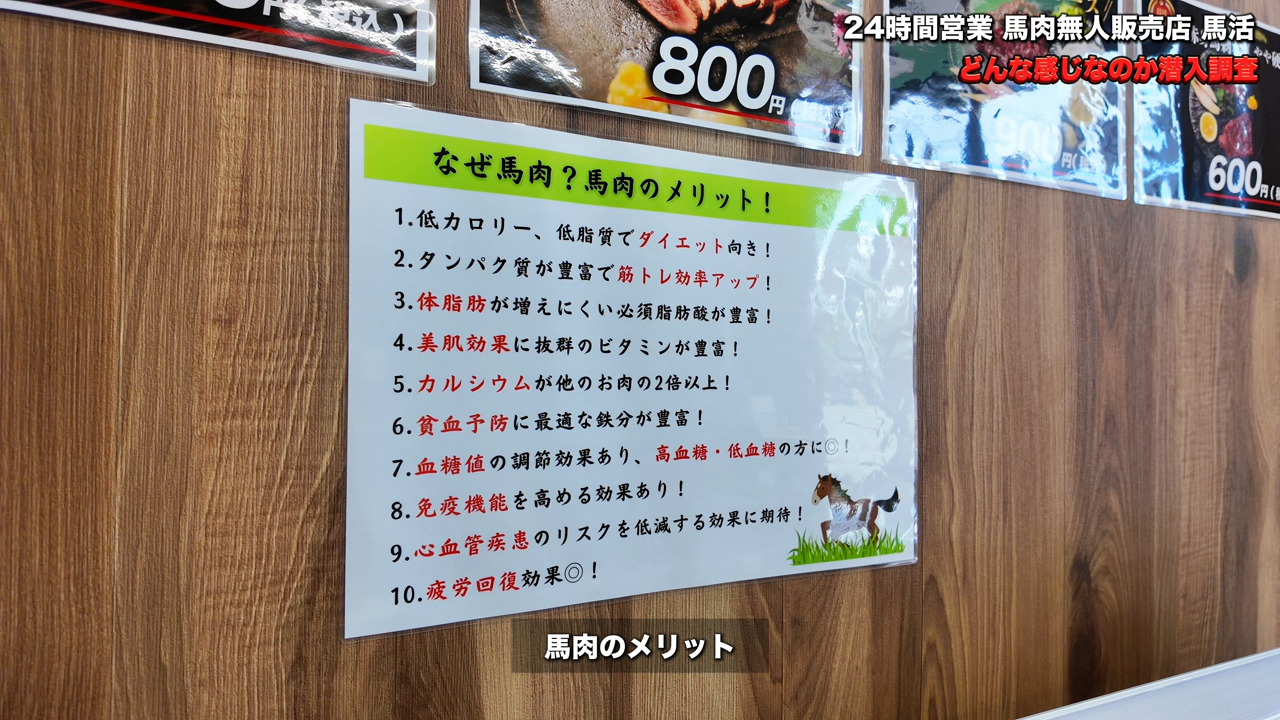 24時間営業 馬肉無人販売店 馬活
どんな感じなのか潜入調査
800円
900円(税
600円(税
なぜ馬肉？馬肉のメリット！
1.低カロリー、低脂質でダイエット向き！
2.タンパク質が豊富で筋トレ効率アップ！
3.体脂肪が増えにくい必須脂肪酸が豊富！
4.美肌効果に抜群のビタミンが豊富！
5.カルシウムが他のお肉の2倍以上！
6.貧血予防に最適な鉄分が豊富！
7.血糖値の調節効果あり、高血糖・低血糖の方に◎！
8.免疫機能を高める効果あり！
9.心血管疾患のリスクを低減する効果に期待！
10.疲労回復効果◎！
馬肉のメリット